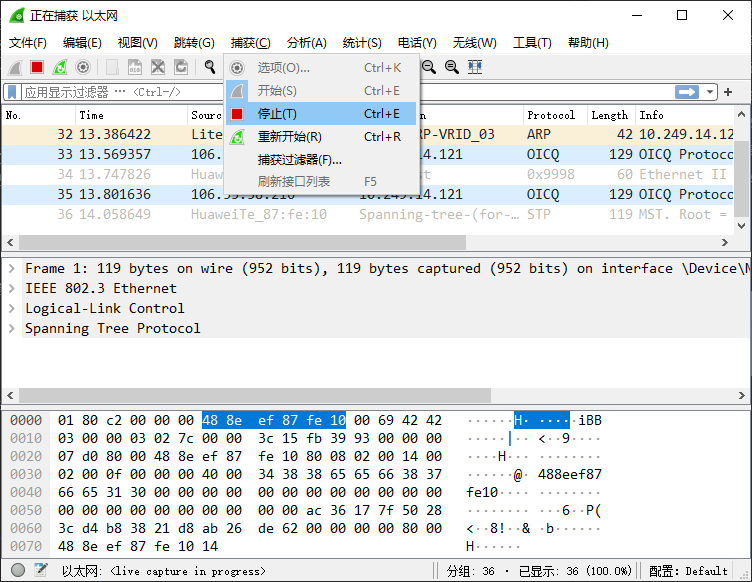 正在捕获 以太网
文件(F) 编辑(E) 视图(V) 跳转(G) 捕获(C) 分析(A) 统计(S) 电话(Y) 无线(W) 工具(T) 帮助(H)
选项(O)... Ctrl+K
开始(S) Ctrl+E
停止(T) Ctrl+E
重新开始(R) Ctrl+R
捕获过滤器(F)...
刷新接口列表 F5
应用显示过滤器 ⋯ <Ctrl-/>
No. Time Sourc Protocol Length Info
32 13.386422 Lite RP-VRID_03 ARP 42 10.249.14.12
33 13.569357 106. .14.121 OICQ 129 OICQ Protoco
34 13.747826 Huaw 0x9998 60 Ethernet II
35 13.801636 106. .14.121 OICQ 129 OICQ Protoco
36 14.058649 HuaweiTe_87:fe:10 Spanning-tree-(for-… STP 119 MST. Root =
Frame 1: 119 bytes on wire (952 bits), 119 bytes captured (952 bits) on interface \Device\N
IEEE 802.3 Ethernet
Logical-Link Control
Spanning Tree Protocol
0000 01 80 c2 00 00 00 48 8e ef 87 fe 10 00 69 42 42 ······H· ·····iBB
0010 03 00 00 03 02 7c 00 00 3c 15 fb 39 93 00 00 00 ·····|·· <··9····
0020 07 d0 80 00 48 8e ef 87 fe 10 80 08 02 00 14 00 ····H··· ········
0030 02 00 0f 00 00 00 40 00 34 38 38 65 65 66 38 37 ······@· 488eef87
0040 66 65 31 30 00 00 00 00 00 00 00 00 00 00 00 00 fe10···· ········
0050 00 00 00 00 00 00 00 00 00 00 ac 36 17 7f 50 28 ········ ···6··P(
0060 3c d4 b8 38 21 d8 ab 26 de 62 00 00 00 00 80 00 <··8!··& ·b······
0070 48 8e ef 87 fe 10 14 H······
以太网: <live capture in progress> 分组: 36 · 已显示: 36 (100.0%) 配置: Default